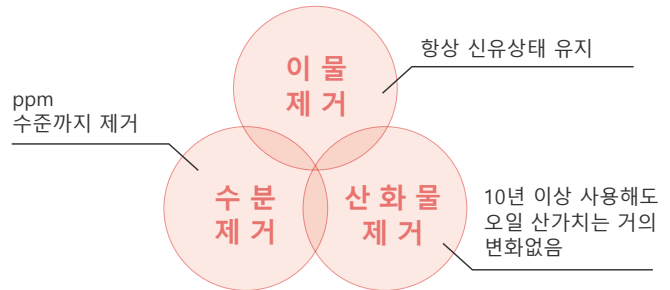 이 물
제 거
항상 신유상태 유지
ppm
수준까지 제거
수 분
제 거
산 화 물
제 거
10년 이상 사용해도
오일 산가치는 거의
변화없음